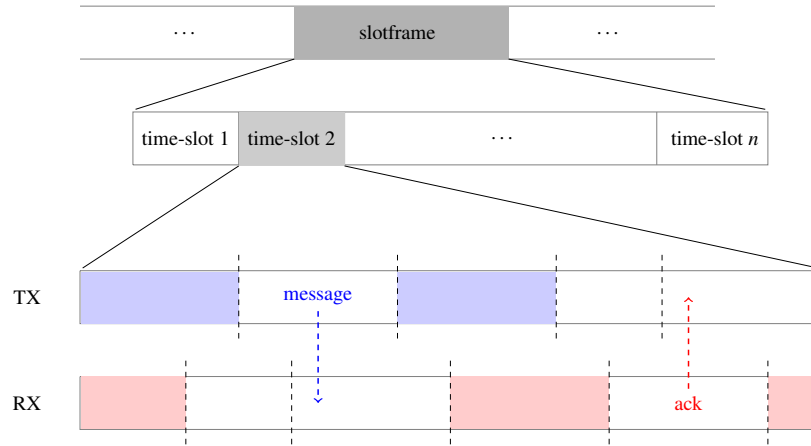 ··· slotframe ···
time-slot 1 time-slot 2 ··· time-slot n
TX message
RX ack